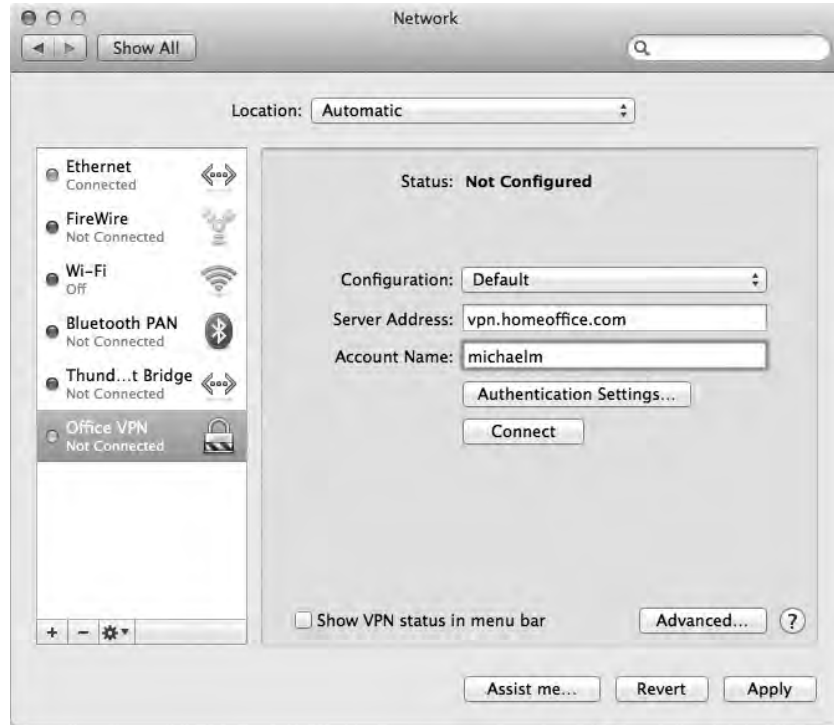 Network
Show All
Location: Automatic
Ethernet
Connected
FireWire
Not Connected
Wi-Fi
Off
Bluetooth PAN
Not Connected
Thund...t Bridge
Not Connected
Office VPN
Not Connected
Status: Not Configured
Configuration: Default
Server Address: vpn.homeoffice.com
Account Name: michaelm
Authentication Settings...
Connect
Show VPN status in menu bar
Advanced... ?
+ -
Assist me... Revert Apply